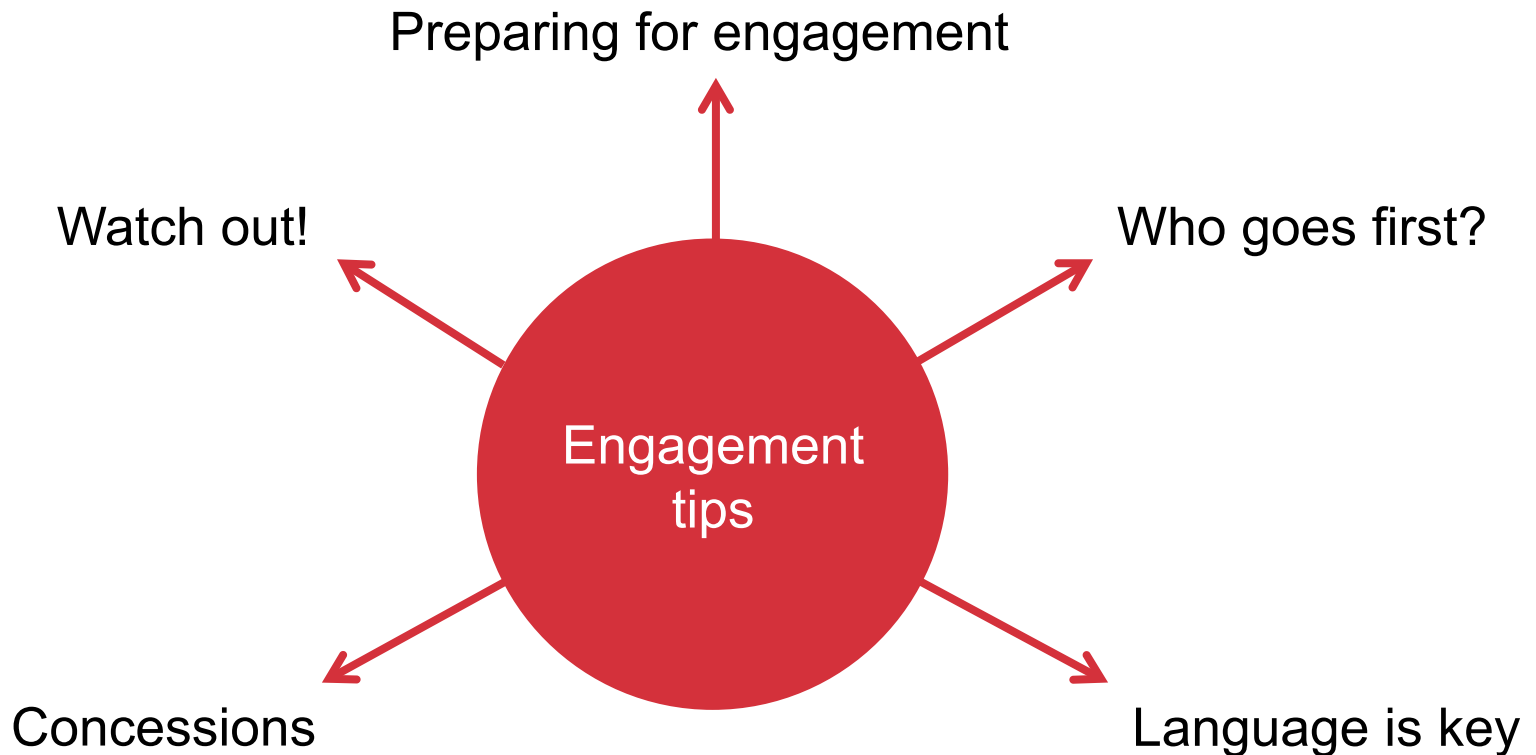 Preparing for engagement
Watch out!
Who goes first?
Engagement
tips
Concessions
Language is key